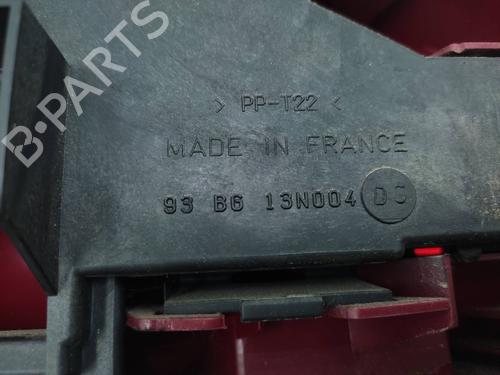 B-PARTS
> PP-T22 <
MADE IN FRANCE
93 BG 13N004 DC